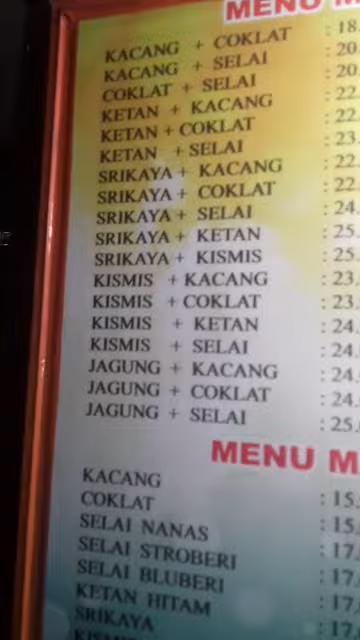 MENU M
KACANG + COKLAT : 18.
KACANG + SELAI : 20.
COKLAT + SELAI : 20.
KETAN + KACANG : 22.
KETAN + COKLAT : 22.
KETAN + SELAI : 23.
SRIKAYA + KACANG : 22.
SRIKAYA + COKLAT : 22.
SRIKAYA + SELAI : 24.
SRIKAYA + KETAN : 25.
SRIKAYA + KISMIS : 25.
KISMIS + KACANG : 23.
KISMIS + COKLAT : 23.
KISMIS + KETAN : 24.
KISMIS + SELAI : 24.
JAGUNG + KACANG : 24.
JAGUNG + COKLAT : 24.
JAGUNG + SELAI : 25.
MENU M
KACANG : 15.
COKLAT : 15.
SELAI NANAS : 17.
SELAI STROBERI : 17.
SELAI BLUBERI : 17.
KETAN HITAM : 17.
SRIKAYA